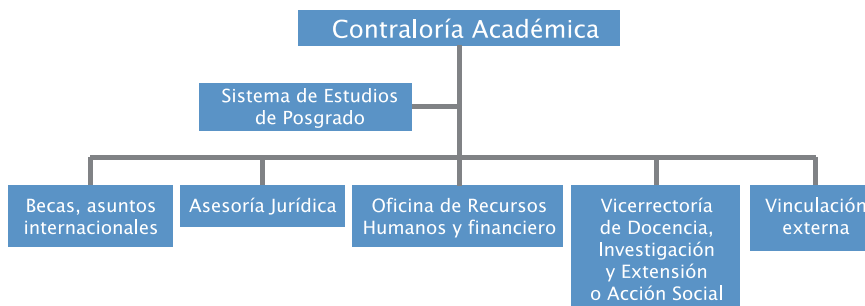 Contraloría Académica
Sistema de Estudios
de Posgrado
Becas, asuntos
internacionales
Asesoría Jurídica
Oficina de Recursos
Humanos y financiero
Vicerrectoría
de Docencia,
Investigación
y Extensión
o Acción Social
Vinculación
externa